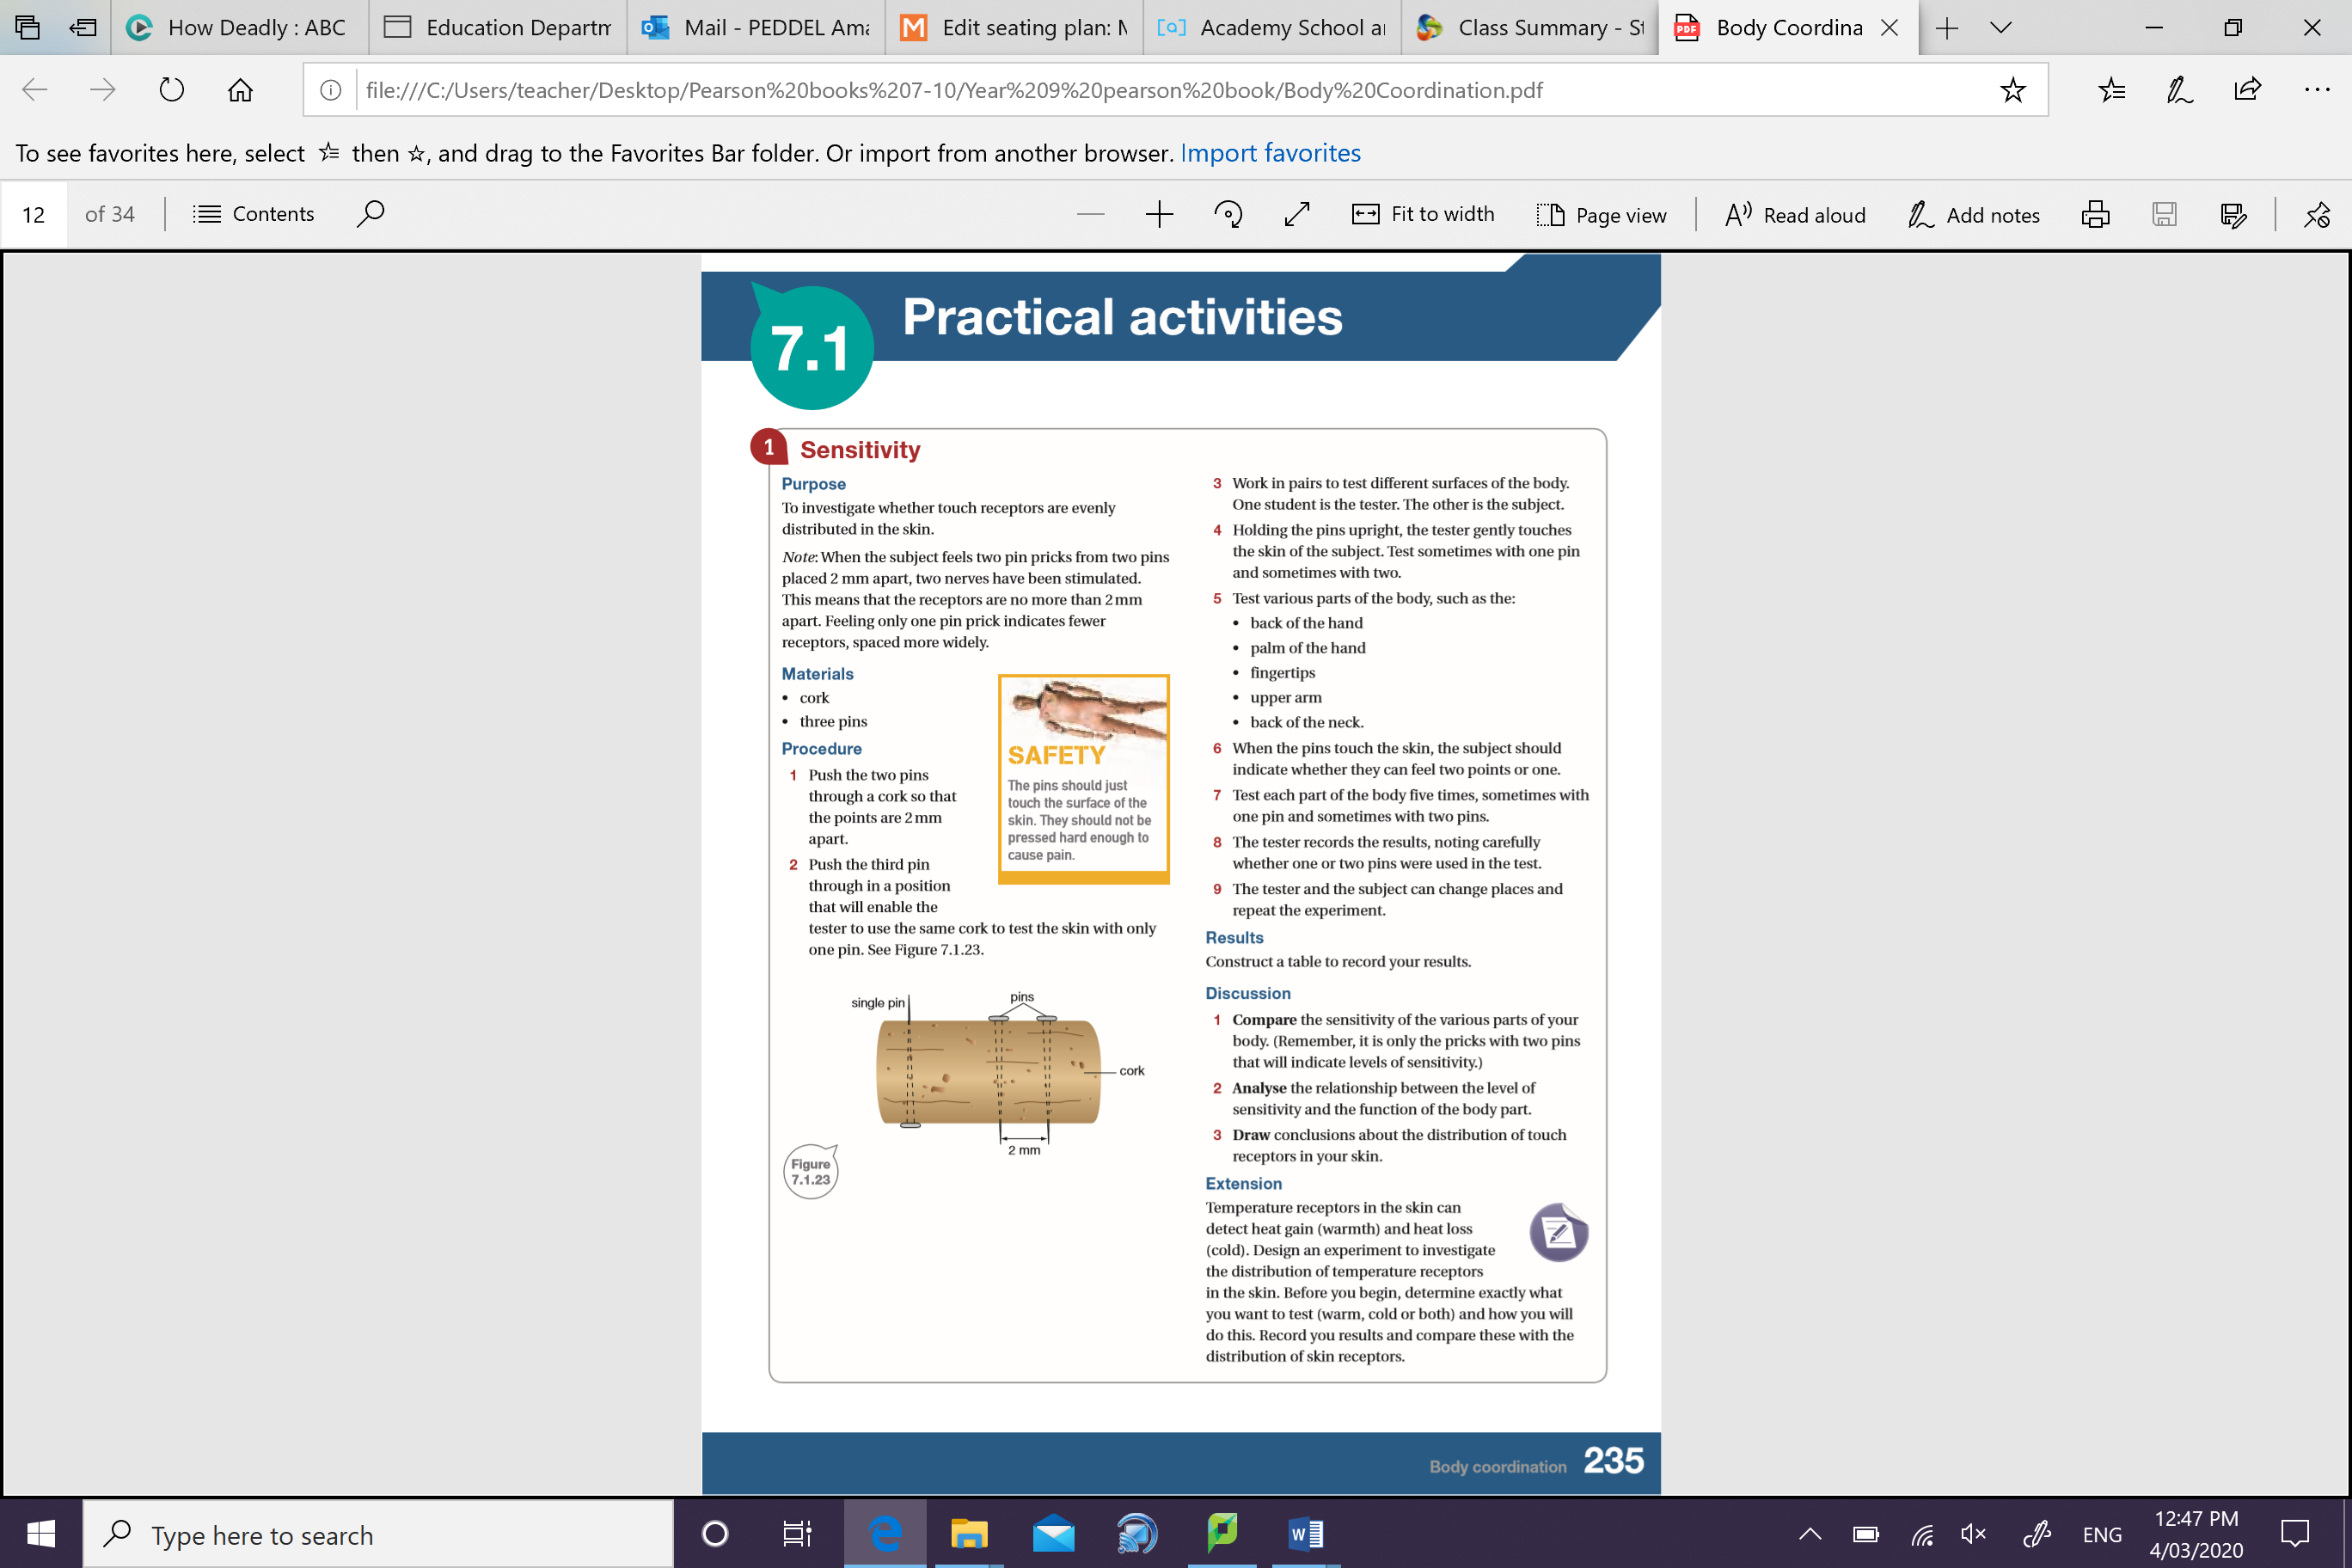 How Deadly : ABC
Education Departm
Mail - PEDDEL Ama
Edit seating plan: M
Academy School an
Class Summary - St
Body Coordina
file:///C:/Users/teacher/Desktop/Pearson%20books%207-10/Year%209%20pearson%20book/Body%20Coordination.pdf
To see favorites here, select then , and drag to the Favorites Bar folder. Or import from another browser. Import favorites
12 of 34 Contents Fit to width Page view Read aloud Add notes
7.1
Practical activities
1 Sensitivity
Purpose
To investigate whether touch receptors are evenly
distributed in the skin.
Note: When the subject feels two pin pricks from two pins
placed 2 mm apart, two nerves have been stimulated.
This means that the receptors are no more than 2 mm
apart. Feeling only one pin prick indicates fewer
receptors, spaced more widely.
Materials
• cork
• three pins
Procedure
1 Push the two pins
through a cork so that
the points are 2 mm
apart.
2 Push the third pin
through in a position
that will enable the
tester to use the same cork to test the skin with only
one pin. See Figure 7.1.23.
SAFETY
The pins should just
touch the surface of the
skin. They should not be
pressed hard enough to
cause pain.
single pin
pins
cork
2 mm
Figure
7.1.23
3 Work in pairs to test different surfaces of the body.
One student is the tester. The other is the subject.
4 Holding the pins upright, the tester gently touches
the skin of the subject. Test sometimes with one pin
and sometimes with two.
5 Test various parts of the body, such as the:
• back of the hand
• palm of the hand
• fingertips
• upper arm
• back of the neck.
6 When the pins touch the skin, the subject should
indicate whether they can feel two points or one.
7 Test each part of the body five times, sometimes with
one pin and sometimes with two pins.
8 The tester records the results, noting carefully
whether one or two pins were used in the test.
9 The tester and the subject can change places and
repeat the experiment.
Results
Construct a table to record your results.
Discussion
1 Compare the sensitivity of the various parts of your
body. (Remember, it is only the pricks with two pins
that will indicate levels of sensitivity.)
2 Analyse the relationship between the level of
sensitivity and the function of the body part.
3 Draw conclusions about the distribution of touch
receptors in your skin.
Extension
Temperature receptors in the skin can
detect heat gain (warmth) and heat loss
(cold). Design an experiment to investigate
the distribution of temperature receptors
in the skin. Before you begin, determine exactly what
you want to test (warm, cold or both) and how you will
do this. Record you results and compare these with the
distribution of skin receptors.
Body coordination 235
Type here to search
ENG
12:47 PM
4/03/2020